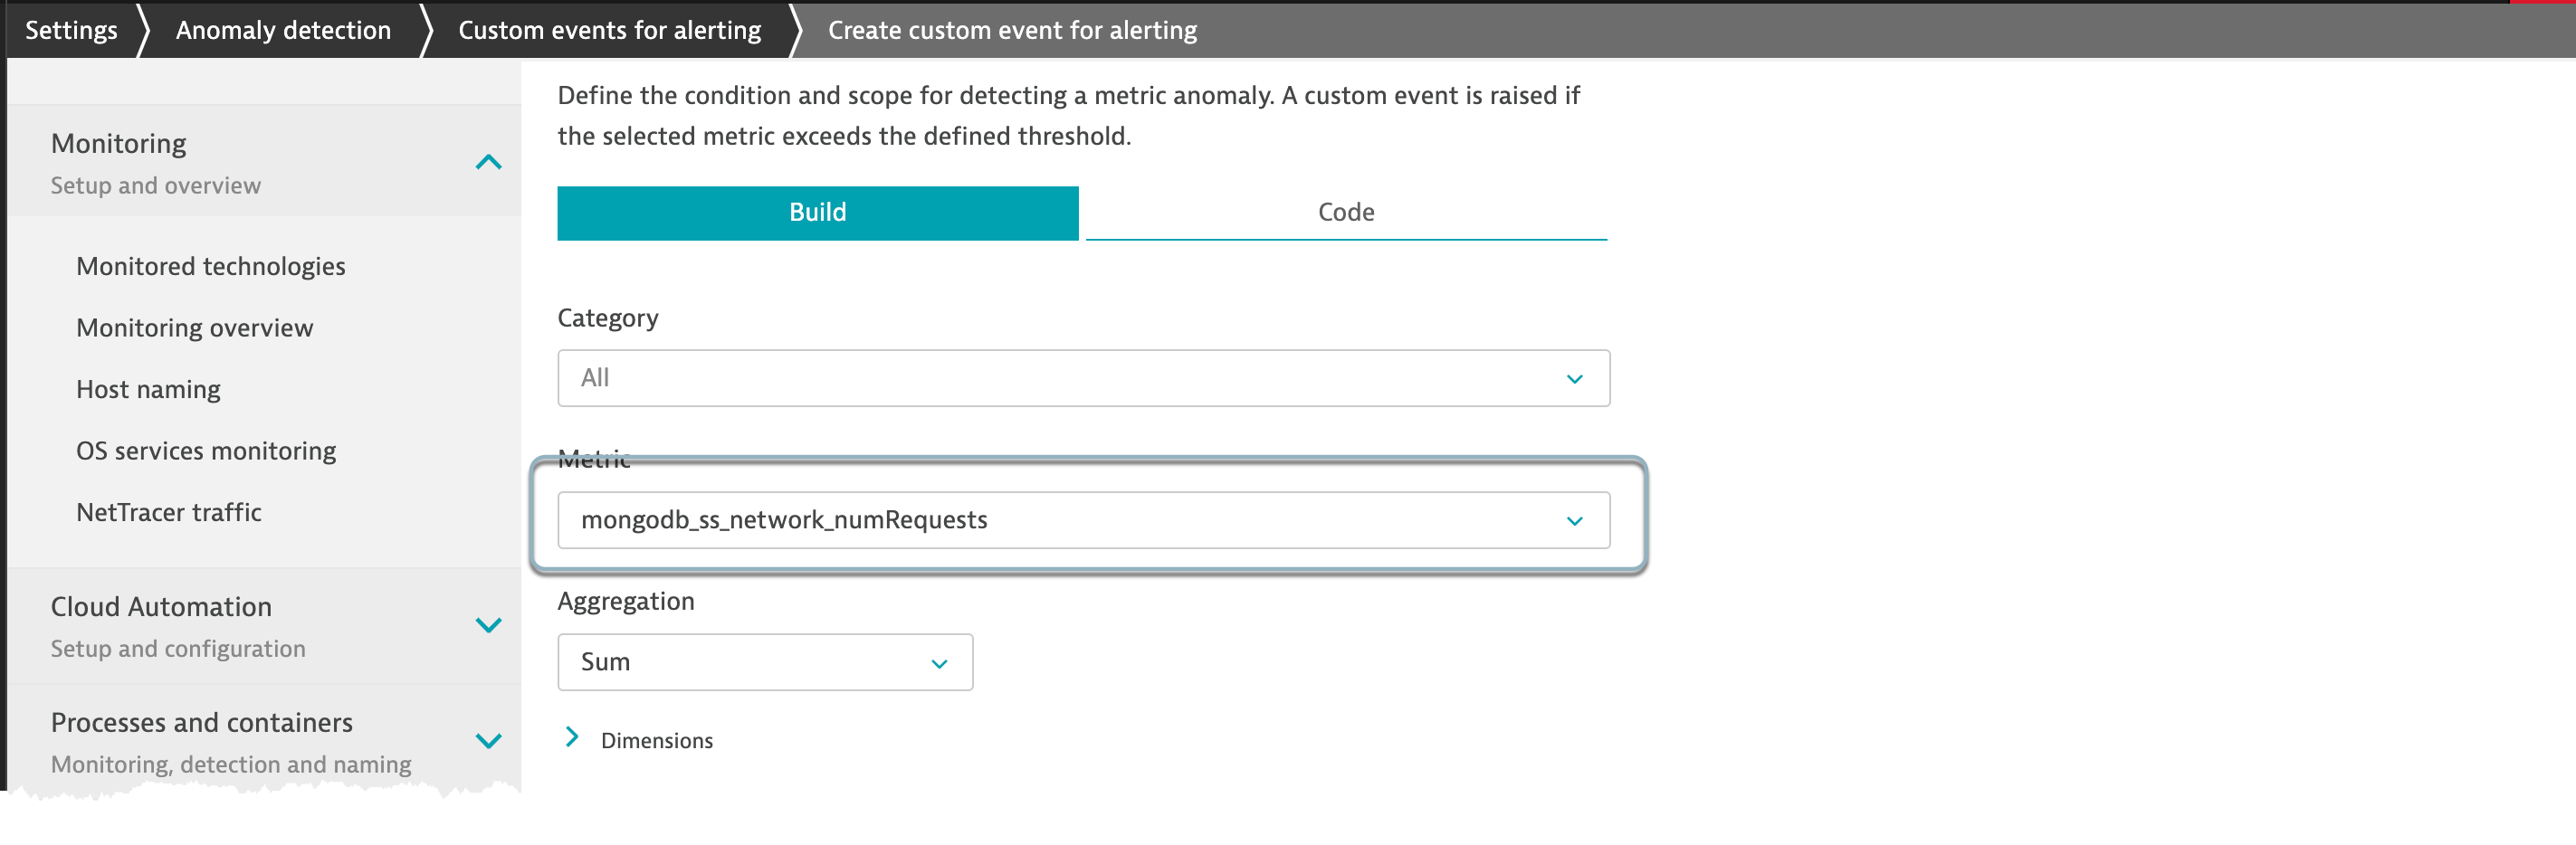 Settings
Anomaly detection
Custom events for alerting
Create custom event for alerting
Monitoring
Setup and overview
Monitored technologies
Monitoring overview
Host naming
OS services monitoring
NetTracer traffic
Cloud Automation
Setup and configuration
Processes and containers
Monitoring, detection and naming
Define the condition and scope for detecting a metric anomaly. A custom event is raised if
the selected metric exceeds the defined threshold.
Build
Code
Category
All
Metric
mongodb_ss_network_numRequests
Aggregation
Sum
Dimensions